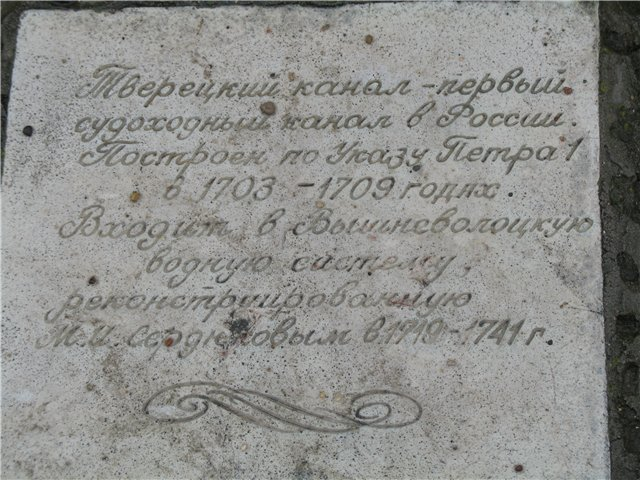 Тверецкий канал - первый
судоходный канал в России.
Построен по Указу Петра 1
в 1703 - 1709 годах.
Входит в Вышневолоцкую
водную систему,
реконструированную
М.И. Сердюковым в 1719-1741 г.